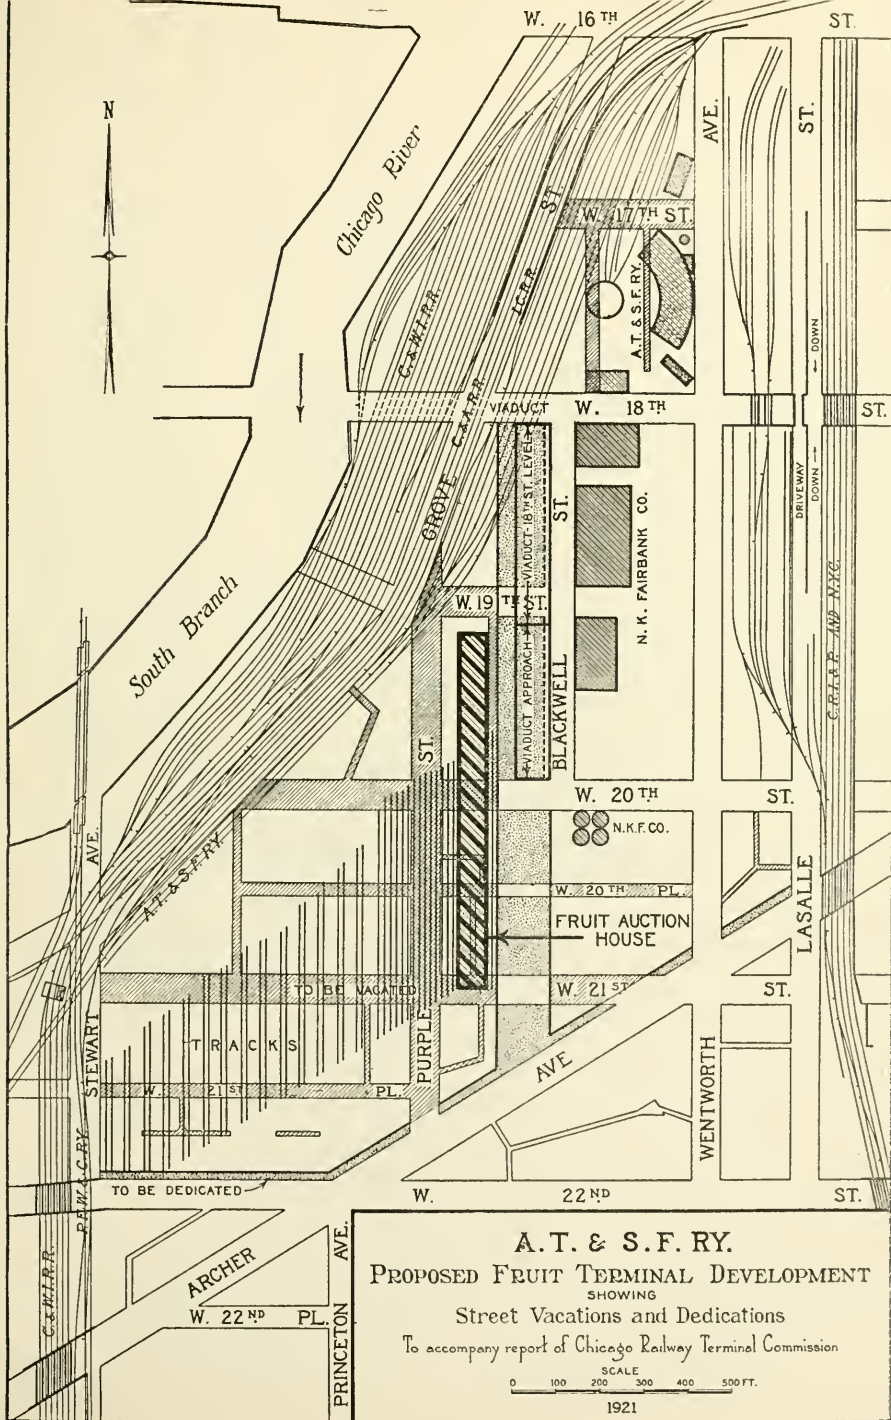 W. 16TH ST.
N
Chicago River
AVE.
ST.
ST.
W. 17TH ST.
C. & W. I. R.R.
I.C.R.R.
A.T. & S.F. RY.
DOWN
VIADUCT
W. 18TH ST.
C. & A. R.R.
GROVE
VIADUCT-18TH ST. LEVEL
ST.
N. K. FAIRBANK CO.
DRIVEWAY
DOWN
C.R.I. & P. AND N.Y.C.
South Branch
W. 19TH ST.
VIADUCT APPROACH
BLACKWELL
ST.
W. 20TH ST.
N.K.F. CO.
AVE.
A.T. & S.F. RY.
W. 20TH PL.
LASALLE
FRUIT AUCTION
HOUSE
TO BE VACATED
W. 21ST ST.
STEWART
TRACKS
PURPLE
AVE
WENTWORTH
W. 21ST PL.
P.F.W. & C. RY.
TO BE DEDICATED
W. 22ND ST.
ARCHER
AVE.
C. & W. I. R.R.
W. 22ND PL.
PRINCETON
A.T. & S.F. RY.
PROPOSED FRUIT TERMINAL DEVELOPMENT
SHOWING
Street Vacations and Dedications
To accompany report of Chicago Railway Terminal Commission
SCALE
0 100 200 300 400 500 FT.
1921